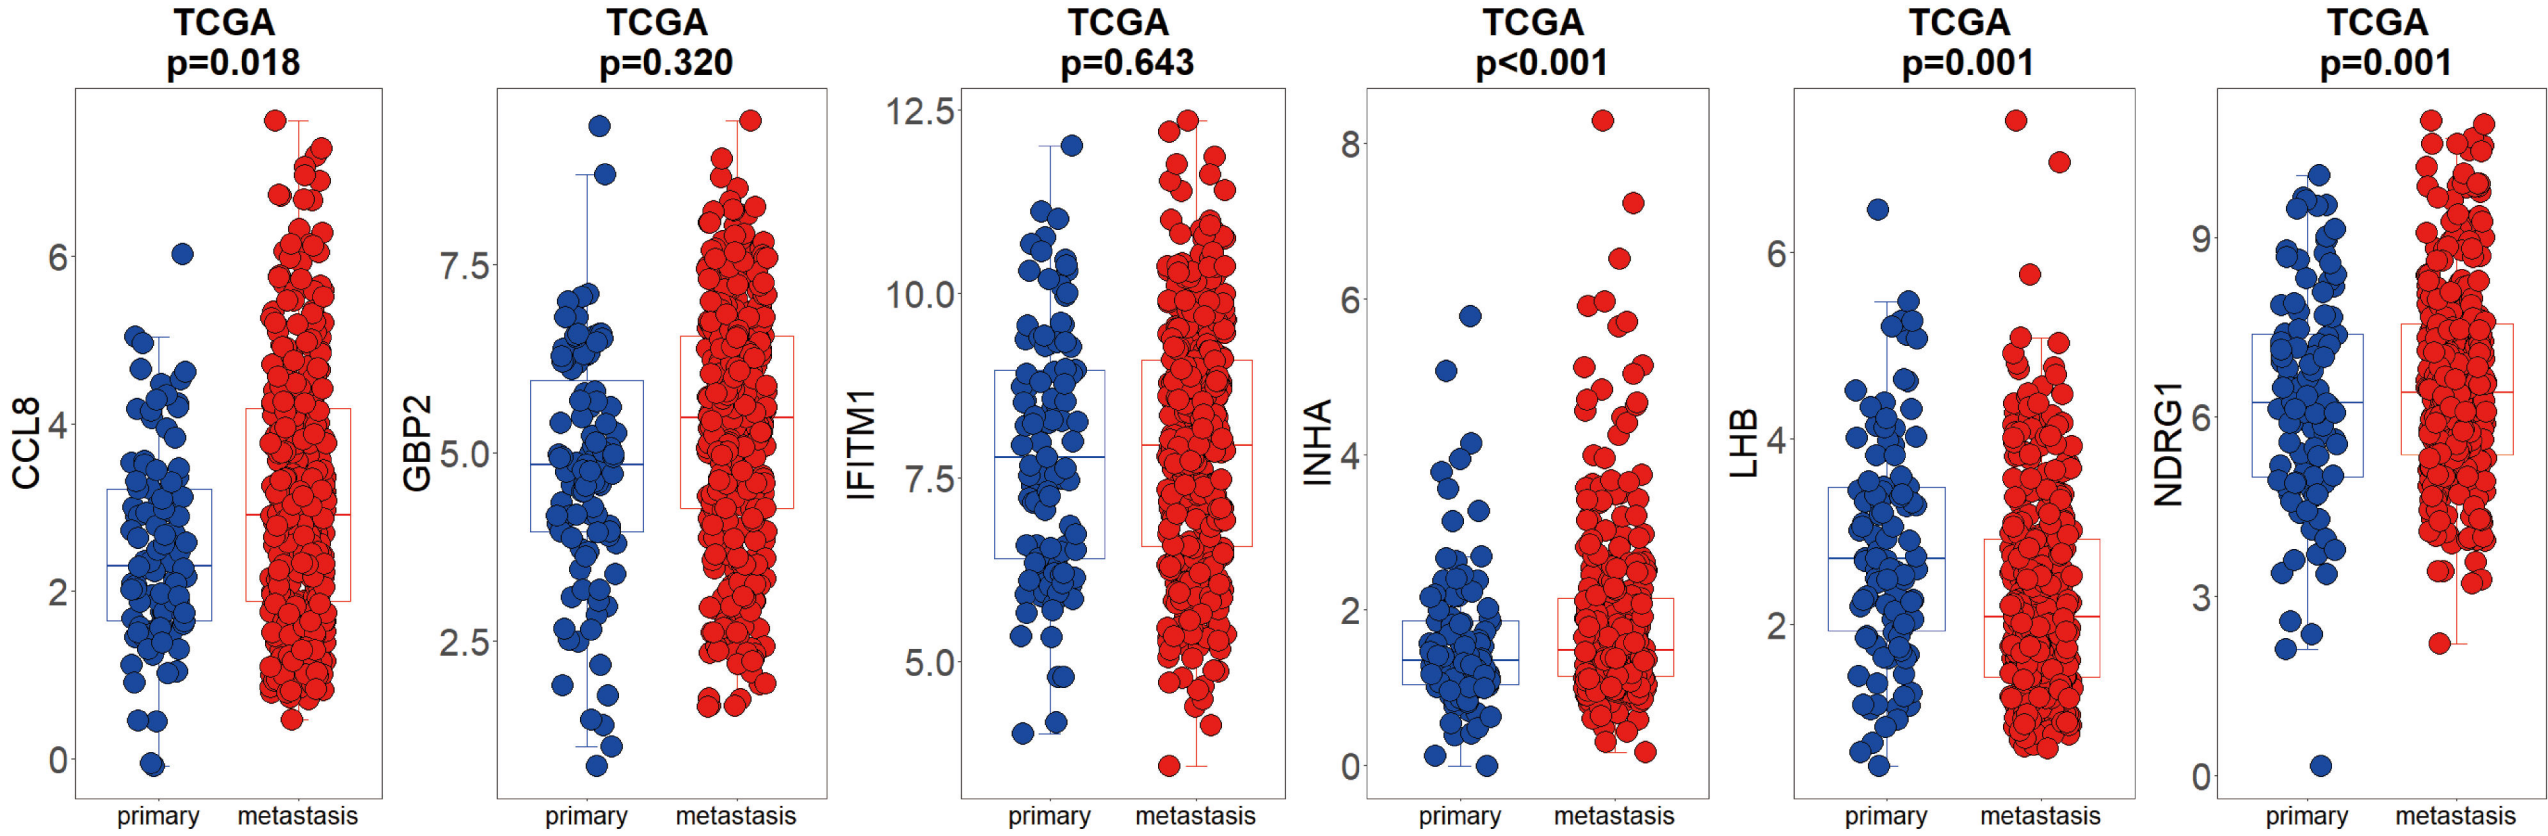 TCGA
p=0.018
CCL8
6
4
2
0
primary metastasis
TCGA
p=0.320
GBP2
7.5
5.0
2.5
primary metastasis
TCGA
p=0.643
IFITM1
12.5
10.0
7.5
5.0
primary metastasis
TCGA
p<0.001
INHA
8
6
4
2
0
primary metastasis
TCGA
p=0.001
LHB
6
4
2
primary metastasis
TCGA
p=0.001
NDRG1
9
6
3
0
primary metastasis